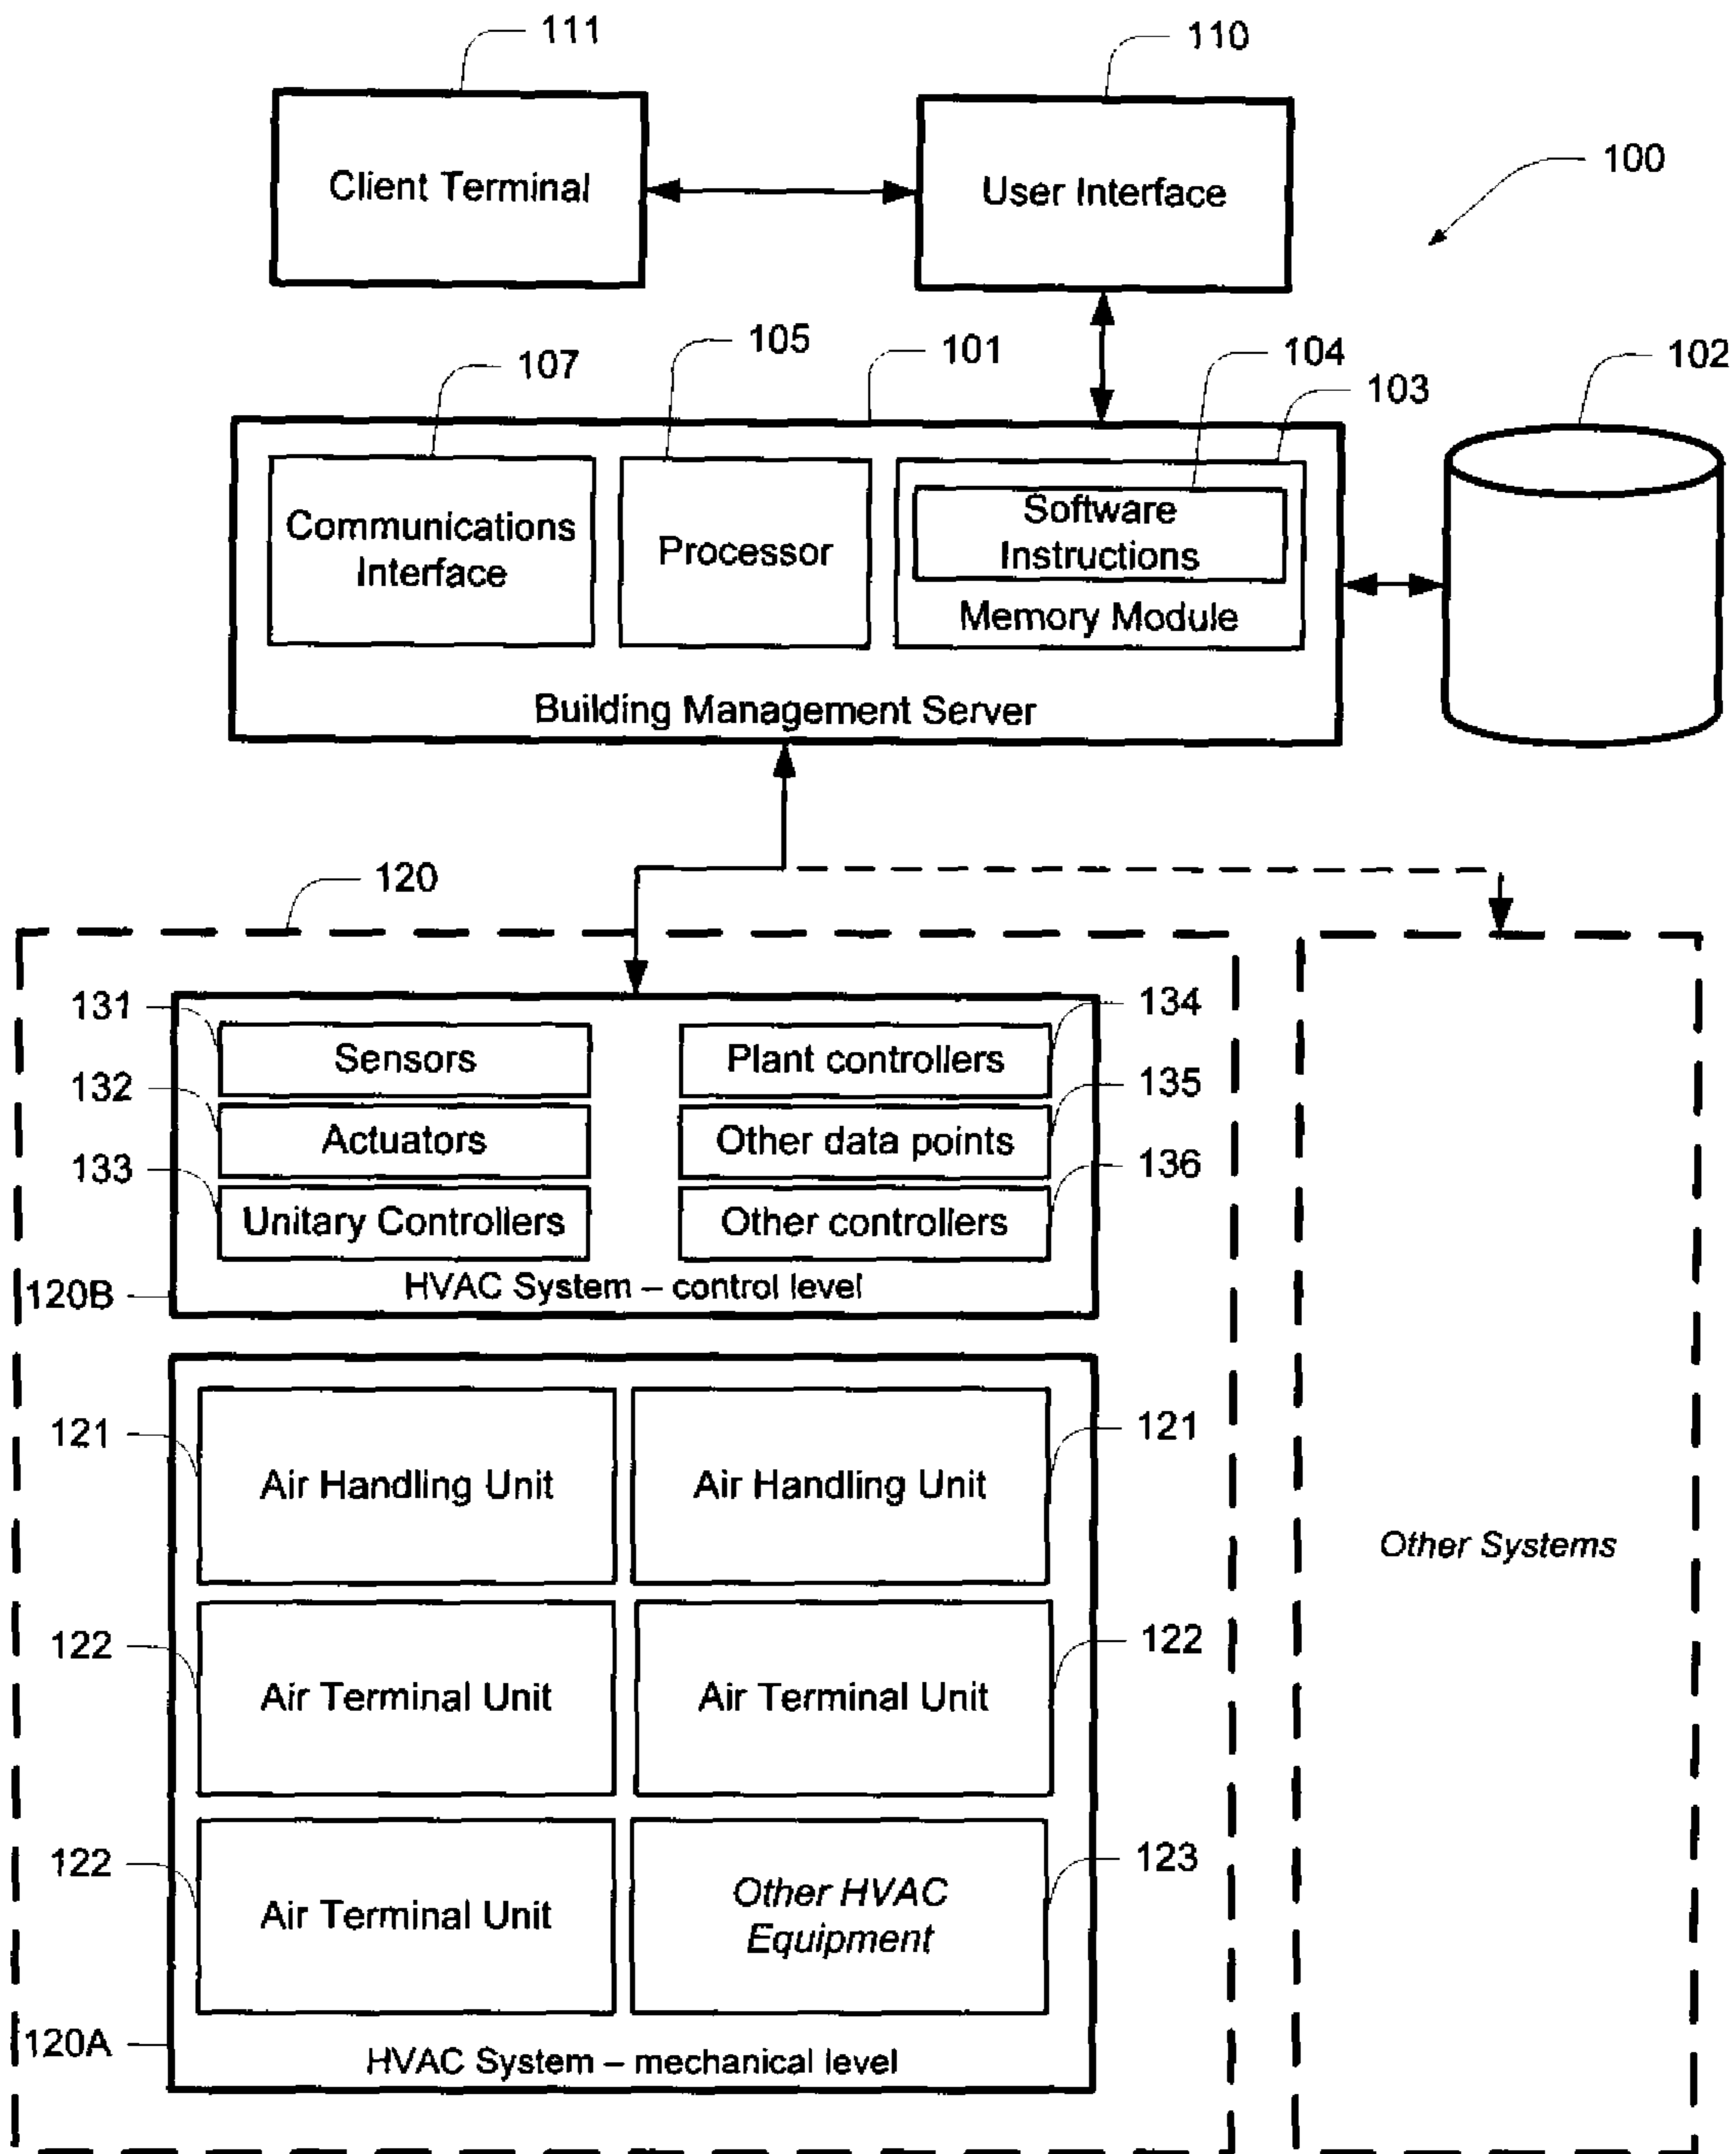 111
110
Client Terminal
User Interface
100
107
105
101
104
103
102
Communications
Interface
Processor
Software
Instructions
Memory Module
Building Management Server
120
131
Sensors
Plant controllers
134
132
Actuators
Other data points
135
133
Unitary Controllers
Other controllers
136
120B
HVAC System – control level
121
Air Handling Unit
Air Handling Unit
121
Other Systems
122
Air Terminal Unit
Air Terminal Unit
122
122
Air Terminal Unit
Other HVAC
Equipment
123
120A
HVAC System – mechanical level